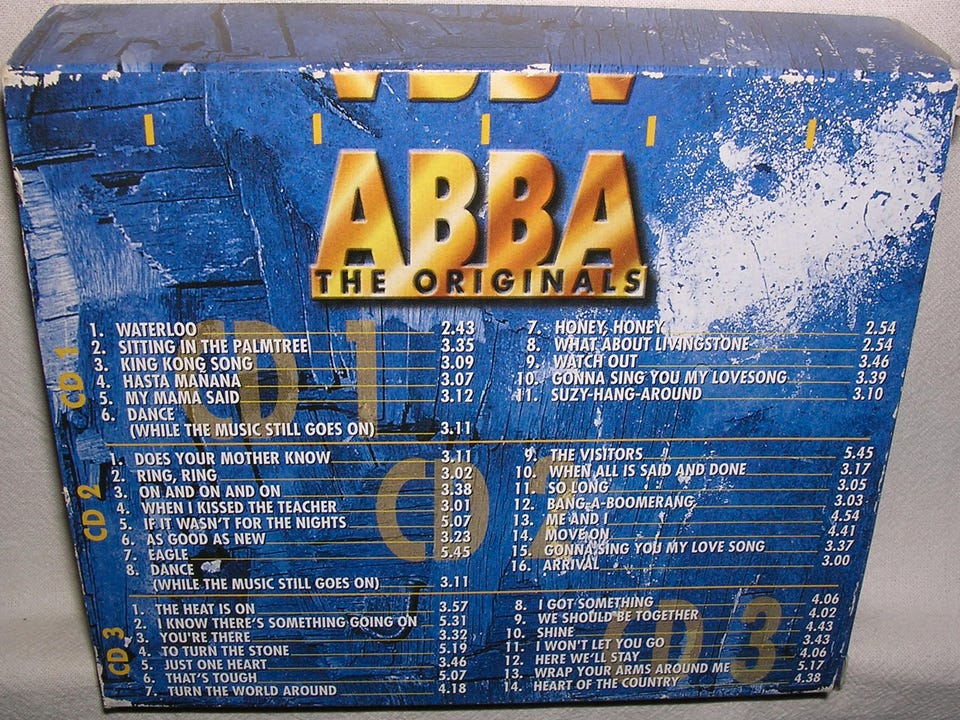 ABBA
THE ORIGINALS
CD 1
1. WATERLOO 2.43
2. SITTING IN THE PALMTREE 3.35
3. KING KONG SONG 3.09
4. HASTA MAÑANA 3.07
5. MY MAMA SAID 3.12
6. DANCE
(WHILE THE MUSIC STILL GOES ON) 3.11
7. HONEY, HONEY 2.54
8. WHAT ABOUT LIVINGSTONE 2.54
9. WATCH OUT 3.46
10. GONNA SING YOU MY LOVESONG 3.39
11. SUZY-HANG-AROUND 3.10
CD 1
CD 2
1. DOES YOUR MOTHER KNOW 3.11
2. RING, RING 3.02
3. ON AND ON AND ON 3.38
4. WHEN I KISSED THE TEACHER 3.01
5. IF IT WASN'T FOR THE NIGHTS 5.07
6. AS GOOD AS NEW 3.23
7. EAGLE 5.45
8. DANCE
(WHILE THE MUSIC STILL GOES ON) 3.11
9. THE VISITORS 5.45
10. WHEN ALL IS SAID AND DONE 3.17
11. SO LONG 3.05
12. BANG-A-BOOMERANG 3.03
13. ME AND I 4.54
14. MOVE ON 4.41
15. GONNA SING YOU MY LOVE SONG 3.37
16. ARRIVAL 3.00
CD 2
CD 3
1. THE HEAT IS ON 3.57
2. I KNOW THERE'S SOMETHING GOING ON 5.31
3. YOU'RE THERE 3.32
4. TO TURN THE STONE 5.19
5. JUST ONE HEART 3.46
6. THAT'S TOUGH 5.07
7. TURN THE WORLD AROUND 4.18
8. I GOT SOMETHING 4.06
9. WE SHOULD BE TOGETHER 4.02
10. SHINE 4.43
11. I WON'T LET YOU GO 3.43
12. HERE WE'LL STAY 4.06
13. WRAP YOUR ARMS AROUND ME 5.17
14. HEART OF THE COUNTRY 4.38
CD 3